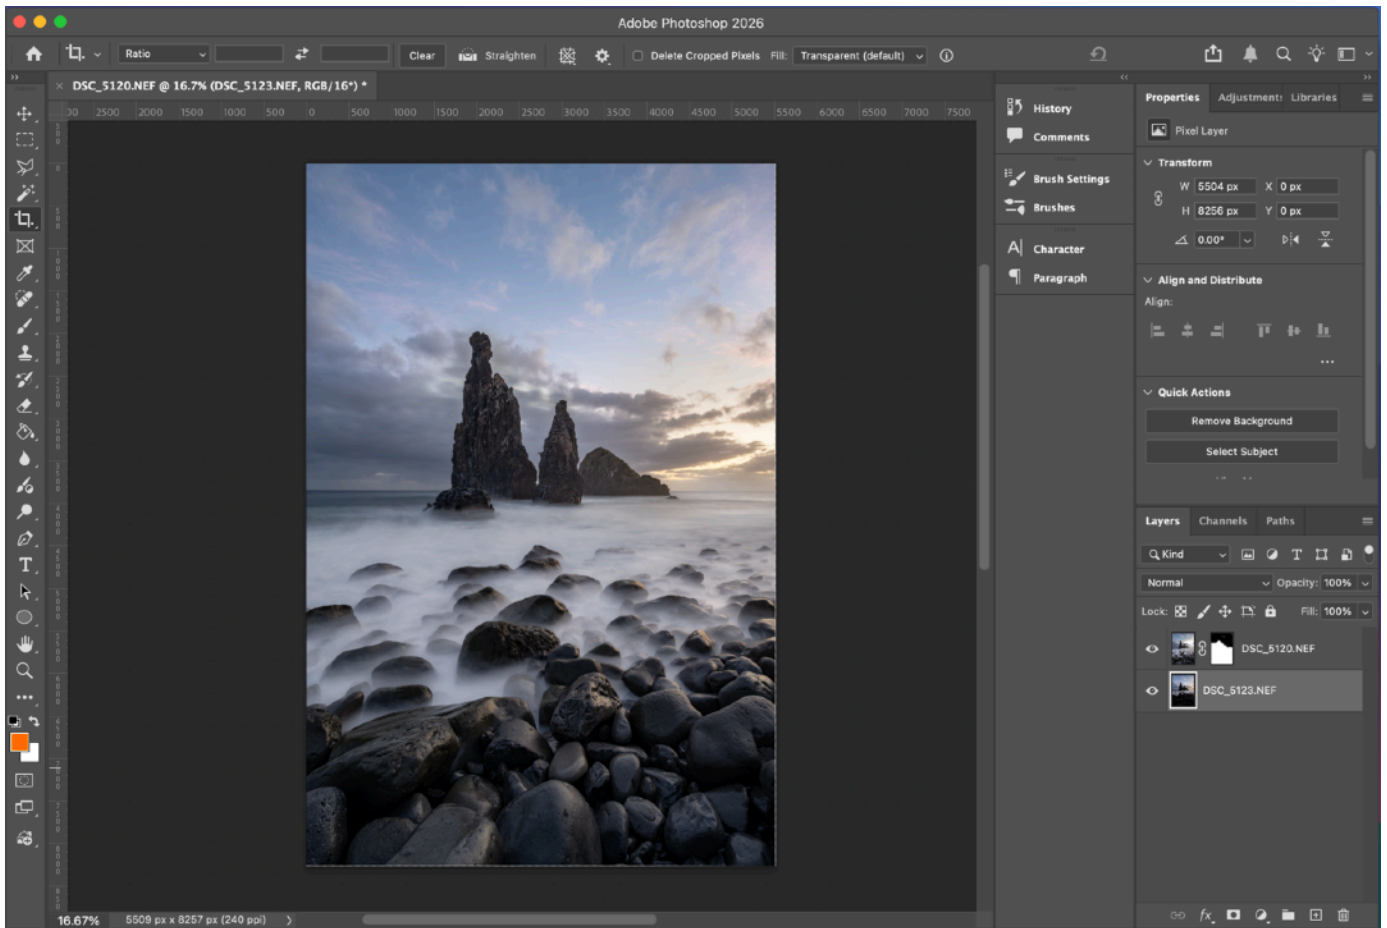 Adobe Photoshop 2026
Ratio Clear Straighten Delete Cropped Pixels Fill: Transparent (default)
DSC_5120.NEF @ 16.7% (DSC_5123.NEF, RGB/16*) *
2500 2000 1500 1000 500 0 500 1000 1500 2000 2500 3000 3500 4000 4500 5000 5500 6000 6500 7000 7500
History
Comments
Brush Settings
Brushes
Character
Paragraph
Properties Adjustments Libraries
Pixel Layer
Transform
W 5504 px X 0 px
H 8256 px Y 0 px
0.00°
Align and Distribute
Align:
Quick Actions
Remove Background
Select Subject
Layers Channels Paths
Kind
Normal Opacity: 100%
Lock: Fill: 100%
DSC_5120.NEF
DSC_5123.NEF
16.67% 5509 px x 8257 px (240 ppi)